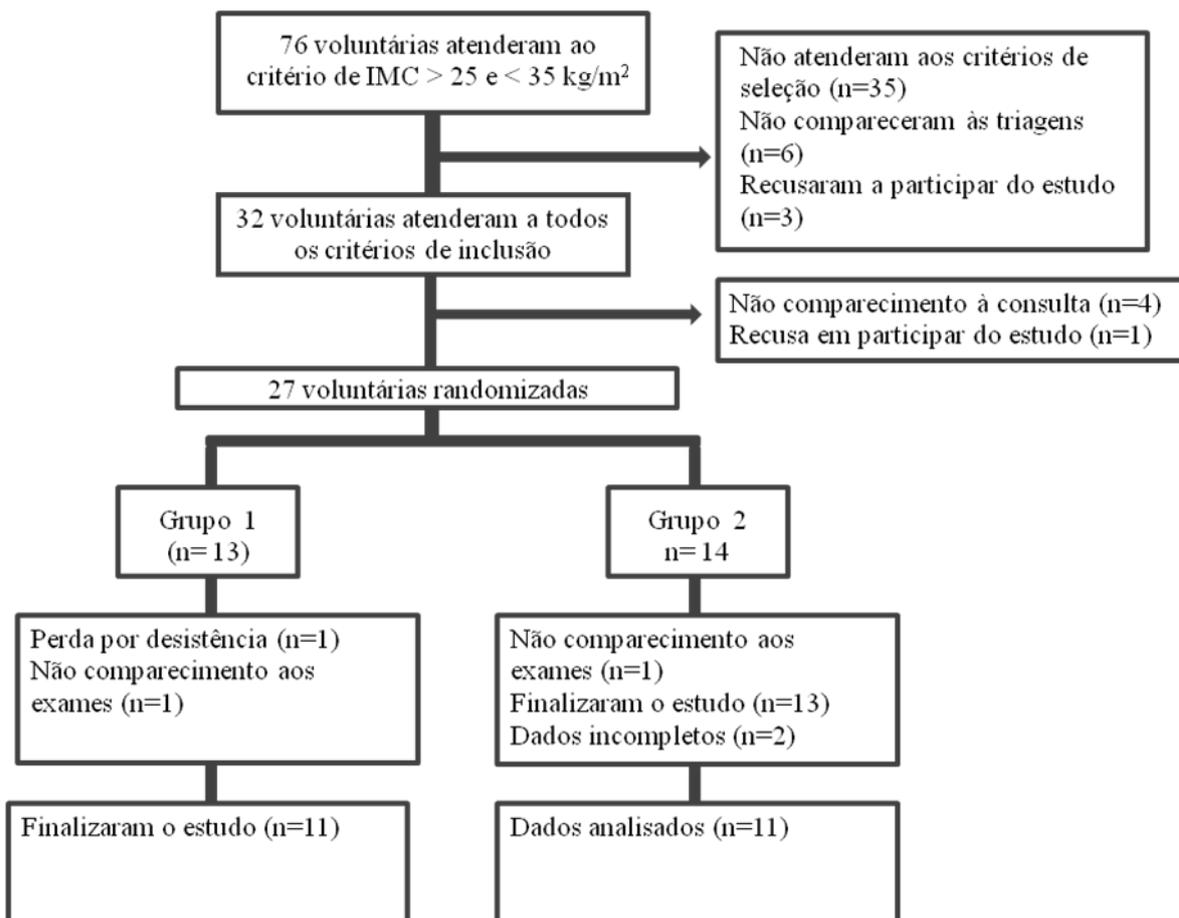 76 voluntárias atenderam ao
critério de IMC > 25 e < 35 kg/m²
Não atenderam aos critérios de
seleção (n=35)
Não compareceram às triagens
(n=6)
Recusaram a participar do estudo
(n=3)
32 voluntárias atenderam a todos
os critérios de inclusão
Não comparecimento à consulta (n=4)
Recusa em participar do estudo (n=1)
27 voluntárias randomizadas
Grupo 1
(n=13)
Grupo 2
n=14
Perda por desistência (n=1)
Não comparecimento aos
exames (n=1)
Não comparecimento aos
exames (n=1)
Finalizaram o estudo (n=13)
Dados incompletos (n=2)
Finalizaram o estudo (n=11)
Dados analisados (n=11)